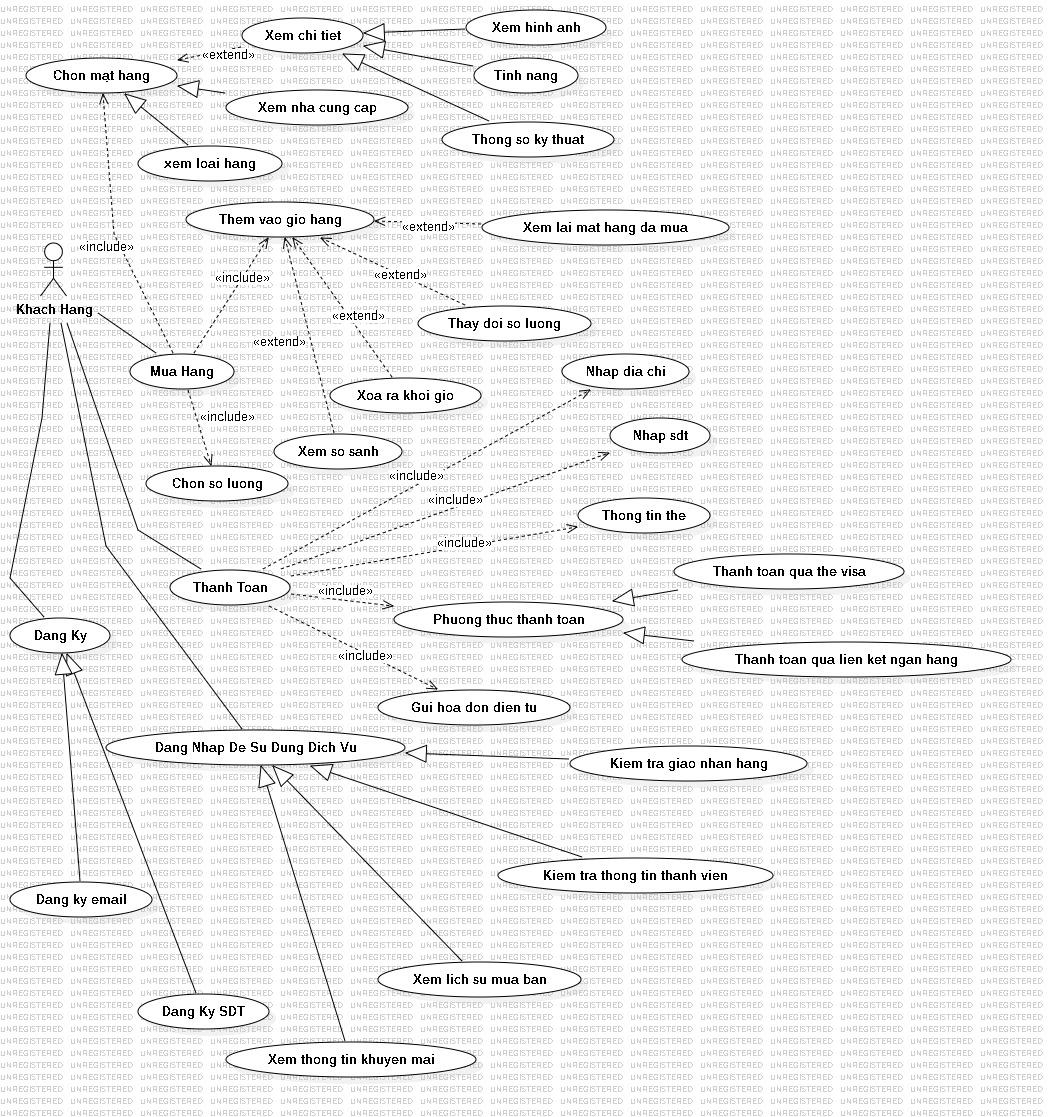 Xem hinh anh
Xem chi tiet
«extend»
Chon mat hang
Tinh nang
Xem nha cung cap
Thong so ky thuat
xem loai hang
Them vao gio hang
Xem lai mat hang da mua
«extend»
«include»
«include»
«extend»
Khach Hang
«extend»
Thay doi so luong
«extend»
Mua Hang
Nhap dia chi
Xoa ra khoi gio
«include»
Nhap sdt
Xem so sanh
«include»
Chon so luong
«include»
Thong tin the
«include»
Thanh toan qua the visa
Thanh Toan
«include»
Phuong thuc thanh toan
Dang Ky
«include»
Thanh toan qua lien ket ngan hang
Gui hoa don dien tu
Dang Nhap De Su Dung Dich Vu
Kiem tra giao nhan hang
Kiem tra thong tin thanh vien
Dang ky email
Xem lich su mua ban
Dang Ky SDT
Xem thong tin khuyen mai
UNREGISTERED